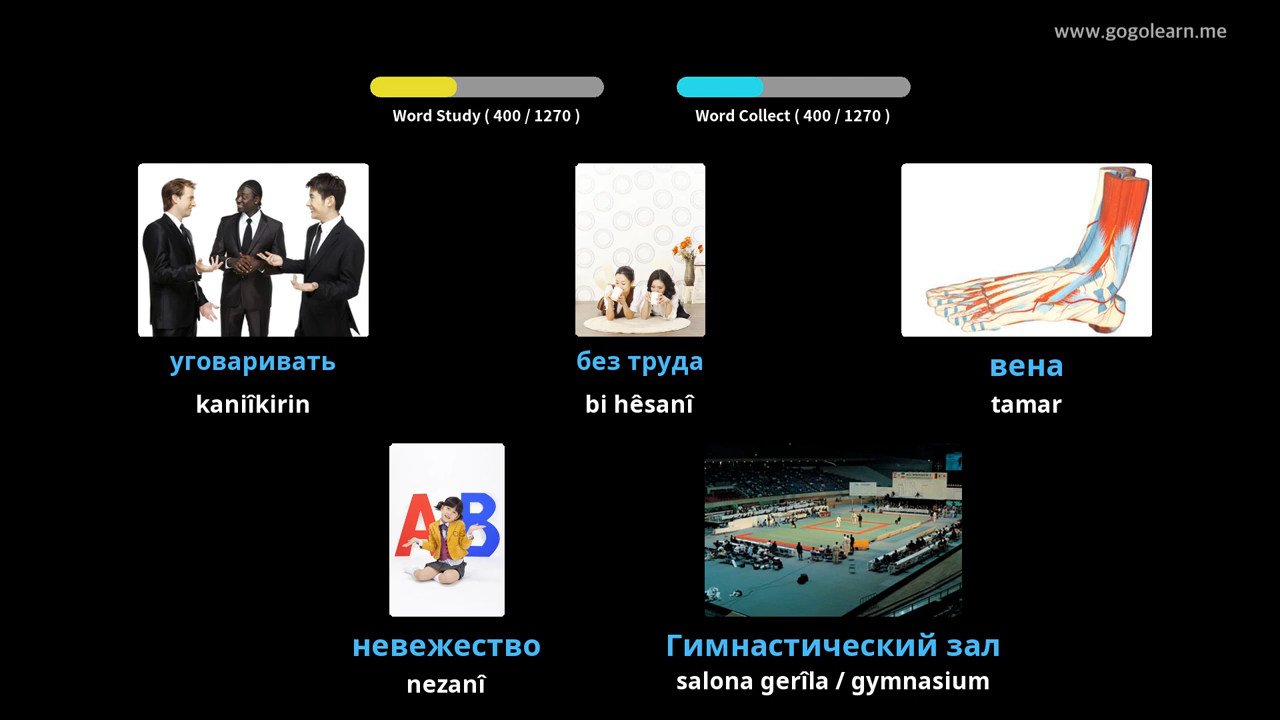 www.gogolearn.me
Word Study ( 400 / 1270 )
Word Collect ( 400 / 1270 )
уговаривать
kaniîkirin
без труда
bi hêsanî
вена
tamar
A B
невежество
nezanî
Гимнастический зал
salona gerîla / gymnasium